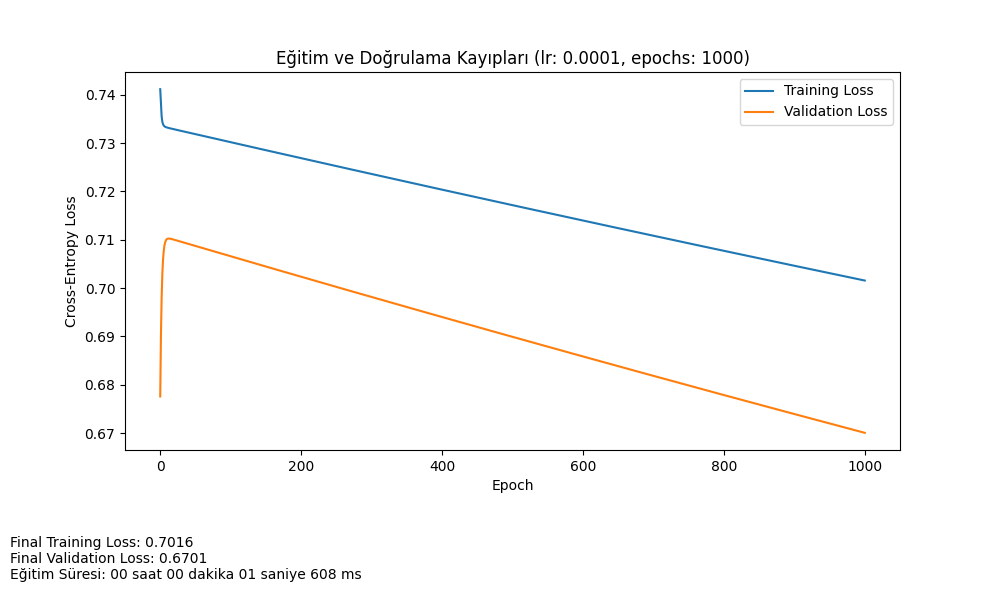 Eğitim ve Doğrulama Kayıpları (lr: 0.0001, epochs: 1000)
Training Loss
Validation Loss
Cross-Entropy Loss
0.74
0.73
0.72
0.71
0.70
0.69
0.68
0.67
0
200
400
600
800
1000
Epoch
Final Training Loss: 0.7016
Final Validation Loss: 0.6701
Eğitim Süresi: 00 saat 00 dakika 01 saniye 608 ms